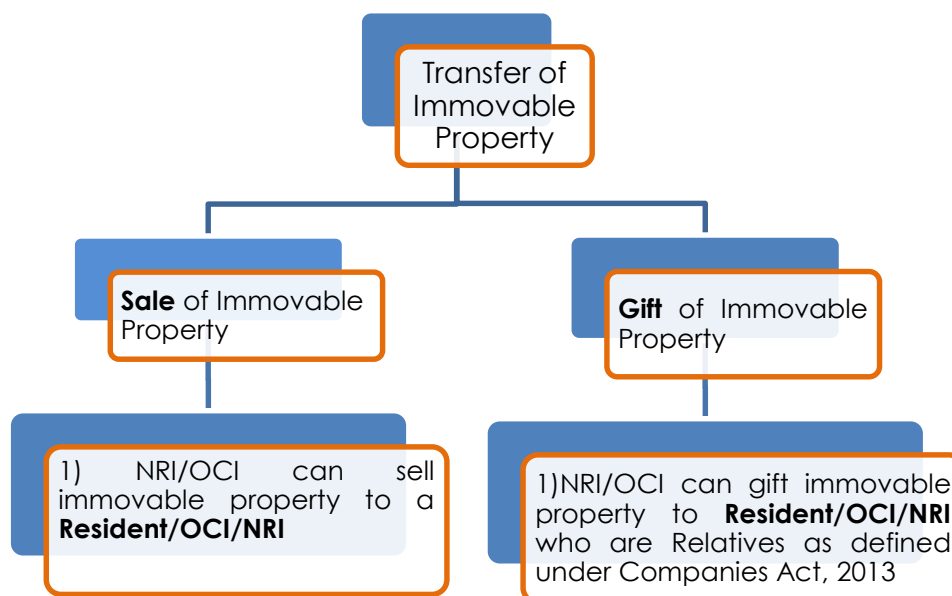 Transfer of
Immovable
Property
Sale of Immovable
Property
Gift of Immovable
Property
1) NRI/OCI can sell
immovable property to a
Resident/OCI/NRI
1)NRI/OCI can gift immovable
property to Resident/OCI/NRI
who are Relatives as defined
under Companies Act, 2013